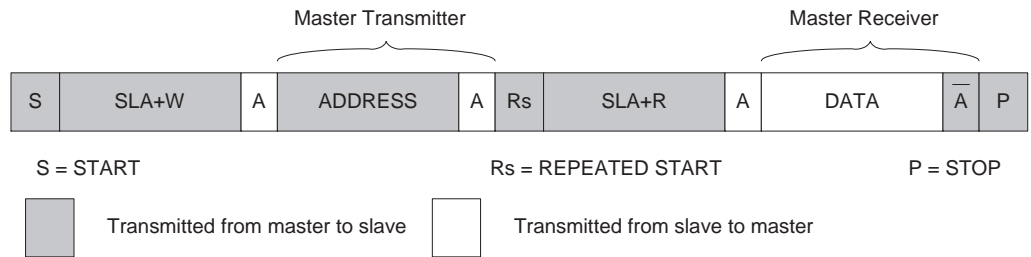 Master Transmitter Master Receiver
S SLA+W A ADDRESS A Rs SLA+R A DATA A̅ P
S = START Rs = REPEATED START P = STOP
Transmitted from master to slave Transmitted from slave to master